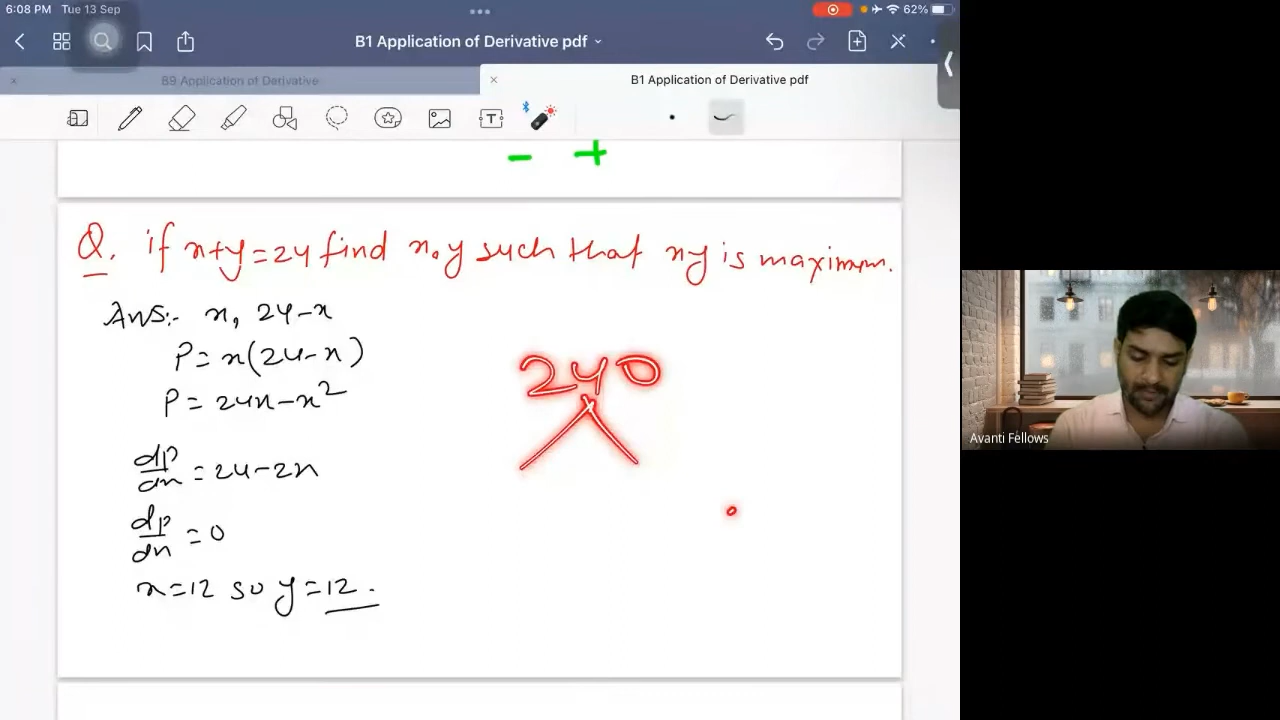 6:08 PM Tue 13 Sep
62%
B1 Application of Derivative pdf
B9 Application of Derivative
B1 Application of Derivative pdf
T
- +
Q. if x+y=24 find x,y such that xy is maximum.
Ans:- x, 24-x
P = x(24-x)
P = 24x-x²
dp/dx = 24-2x
dp/dx = 0
x=12 so y=12.
240
Avanti Fellows